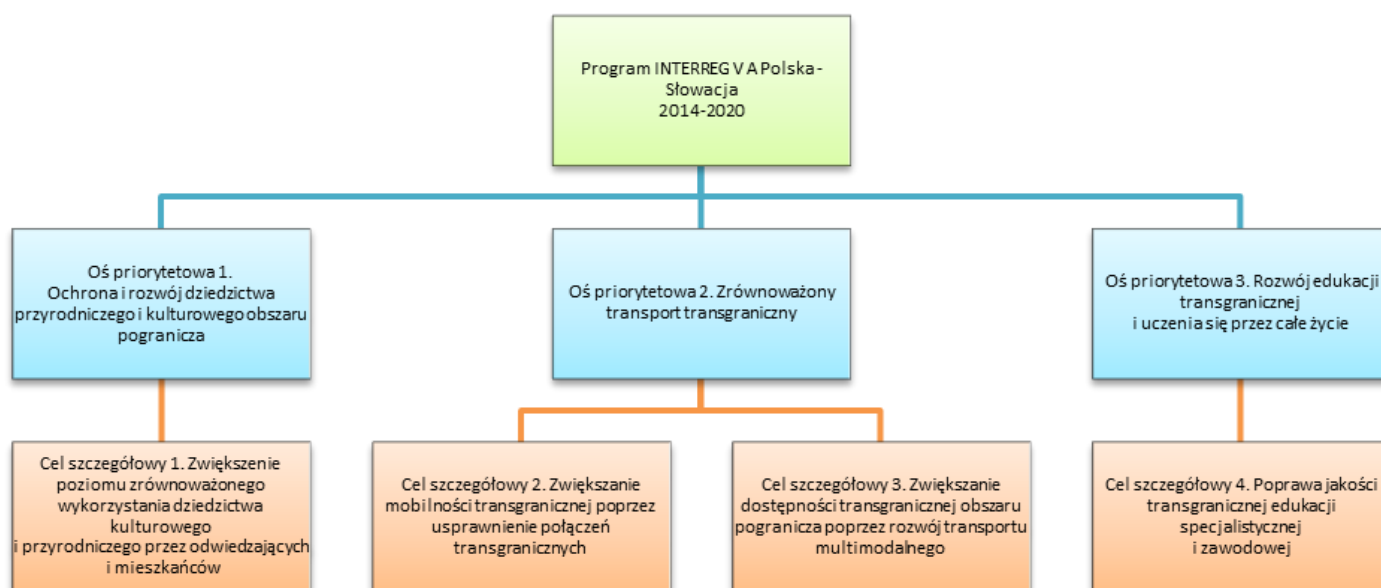 Program INTERREG V A Polska -
Słowacja
2014-2020
Oś priorytetowa 1.
Ochrona i rozwój dziedzictwa
przyrodniczego i kulturowego obszaru
pogranicza
Oś priorytetowa 2. Zrównoważony
transport transgraniczny
Oś priorytetowa 3. Rozwój edukacji
transgranicznej
i uczenia się przez całe życie
Cel szczegółowy 1. Zwiększenie
poziomu zrównoważonego
wykorzystania dziedzictwa
kulturowego
i przyrodniczego przez odwiedzających
i mieszkańców
Cel szczegółowy 2. Zwiększanie
mobilności transgranicznej poprzez
usprawnienie połączeń
transgranicznych
Cel szczegółowy 3. Zwiększanie
dostępności transgranicznej obszaru
pogranicza poprzez rozwój transportu
multimodalnego
Cel szczegółowy 4. Poprawa jakości
transgranicznej edukacji
specjalistycznej
i zawodowej